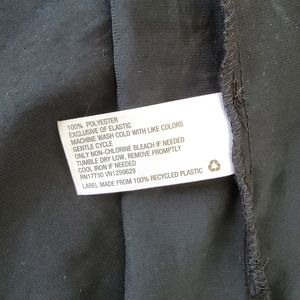 100% POLYESTER
EXCLUSIVE OF ELASTIC
MACHINE WASH COLD WITH LIKE COLORS
GENTLE CYCLE
ONLY NON-CHLORINE BLEACH IF NEEDED
TUMBLE DRY LOW, REMOVE PROMPTLY
COOL IRON IF NEEDED
RN17730 VN1299629
LABEL MADE FROM 100% RECYCLED PLASTIC